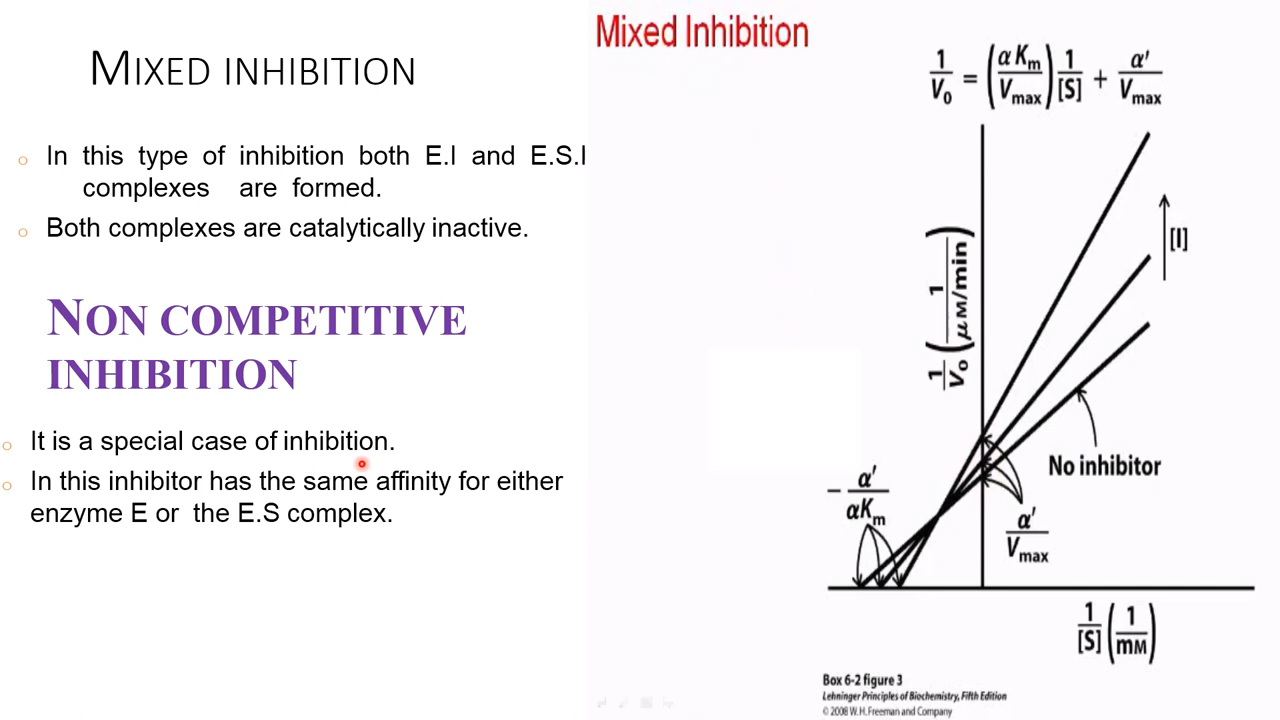 MIXED INHIBITION
o In this type of inhibition both E.I and E.S.I
complexes are formed.
o Both complexes are catalytically inactive.
NON COMPETITIVE
INHIBITION
o It is a special case of inhibition.
o In this inhibitor has the same affinity for either
enzyme E or the E.S complex.
Mixed Inhibition
1/V₀ = (αKₘ/Vmax) 1/[S] + α′/Vmax
[I]
1/V₀ (1/μM/min)
No inhibitor
− α′/αKₘ
α′/Vmax
1/[S] (1/mM)
Box 6-2 figure 3
Lehninger Principles of Biochemistry, Fifth Edition
© 2008 W. H. Freeman and Company